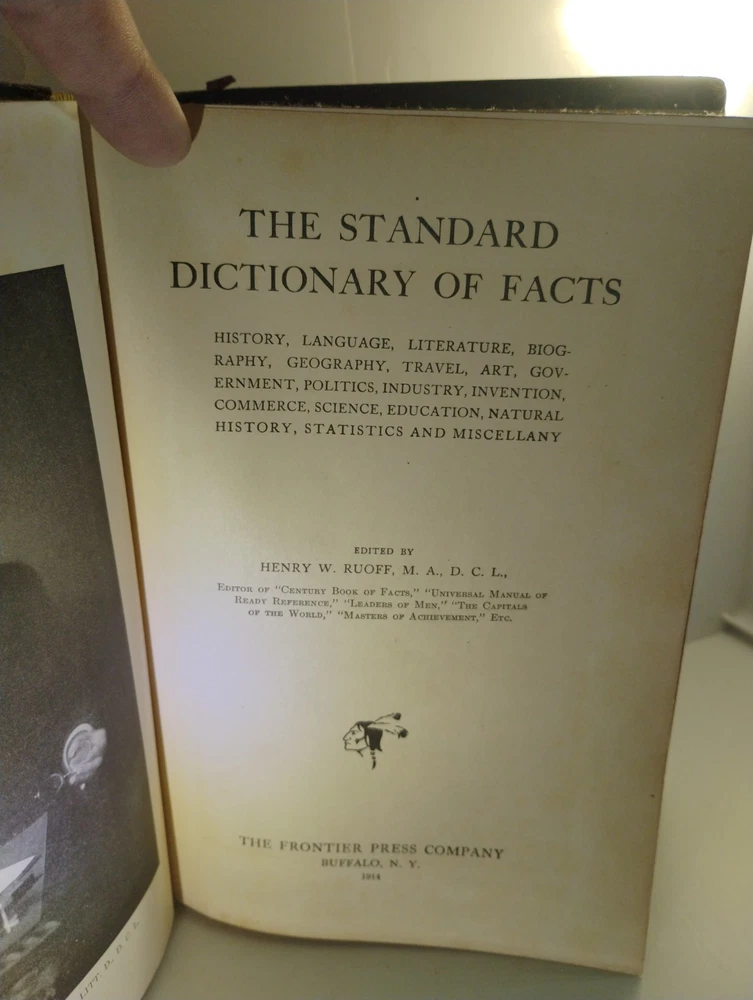 THE STANDARD
DICTIONARY OF FACTS
HISTORY, LANGUAGE, LITERATURE, BIOG-
RAPHY, GEOGRAPHY, TRAVEL, ART, GOV-
ERNMENT, POLITICS, INDUSTRY, INVENTION,
COMMERCE, SCIENCE, EDUCATION, NATURAL
HISTORY, STATISTICS AND MISCELLANY
EDITED BY
HENRY W. RUOFF, M. A., D. C. L.,
EDITOR OF "CENTURY BOOK OF FACTS," "UNIVERSAL MANUAL OF
READY REFERENCE," "LEADERS OF MEN," "THE CAPITALS
OF THE WORLD," "MASTERS OF ACHIEVEMENT," ETC.
THE FRONTIER PRESS COMPANY
BUFFALO, N. Y.
1914
LITT. D., D. C. L.